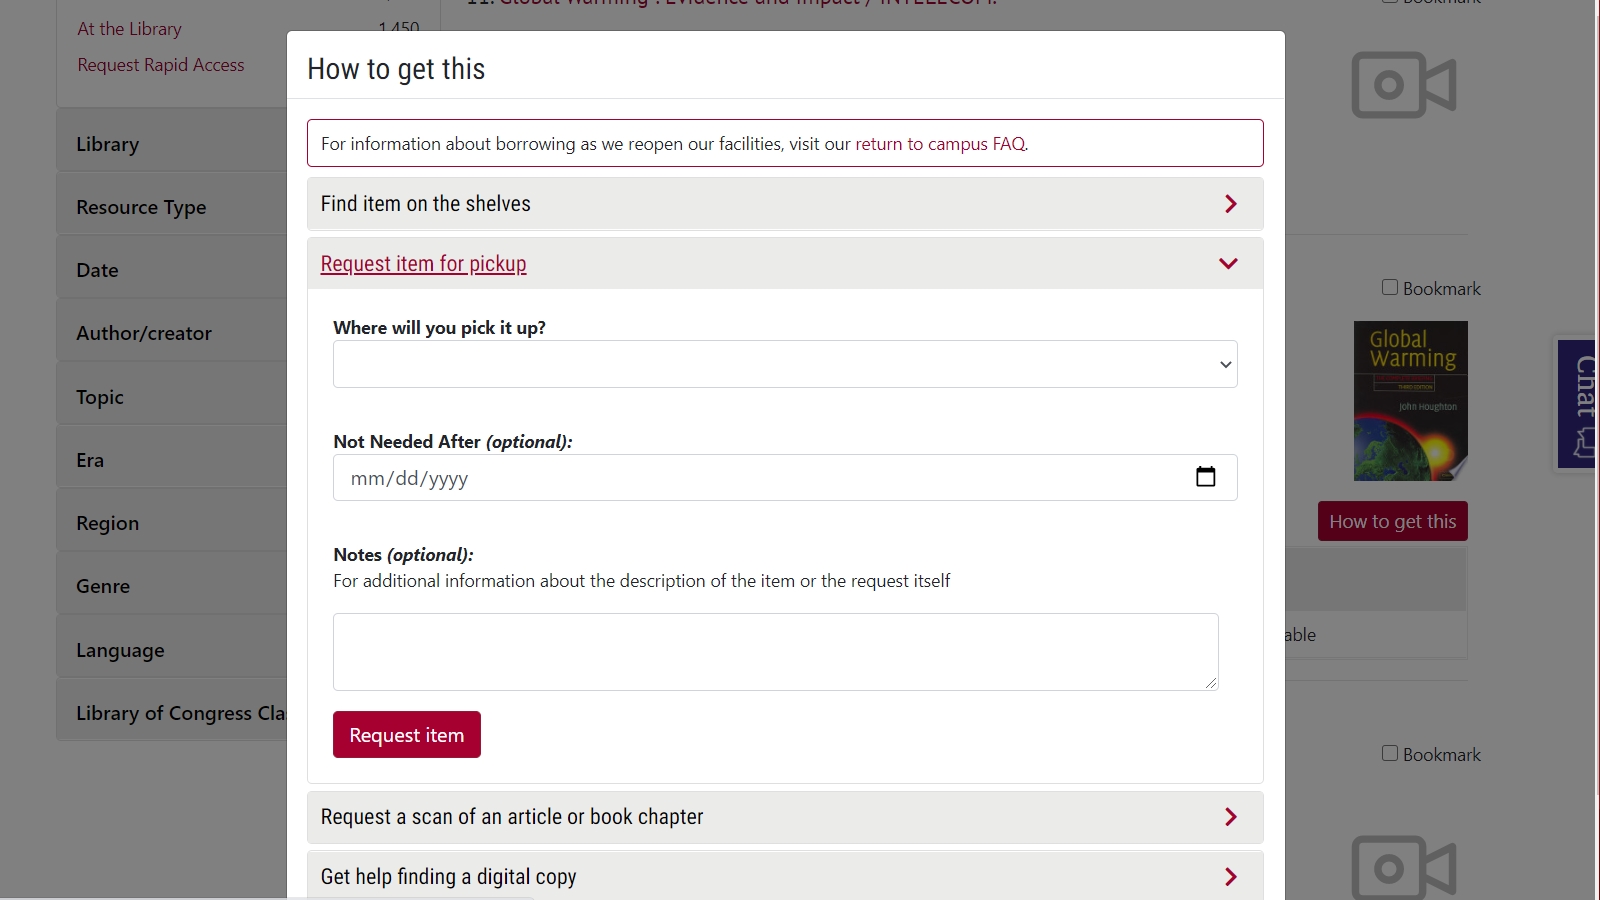 11. Global Warming : Evidence and Impact / INTELECOM.
Bookmark
At the Library 1,450
Request Rapid Access
Library
Resource Type
Date
Author/creator
Topic
Era
Region
Genre
Language
Library of Congress Cla
How to get this
For information about borrowing as we reopen our facilities, visit our return to campus FAQ.
Find item on the shelves
Request item for pickup
Where will you pick it up?
Not Needed After (optional):
mm/dd/yyyy
Notes (optional):
For additional information about the description of the item or the request itself
Request item
Request a scan of an article or book chapter
Get help finding a digital copy
Bookmark
Global
Warming
THIRD EDITION
John Houghton
How to get this
able
Bookmark
Chat